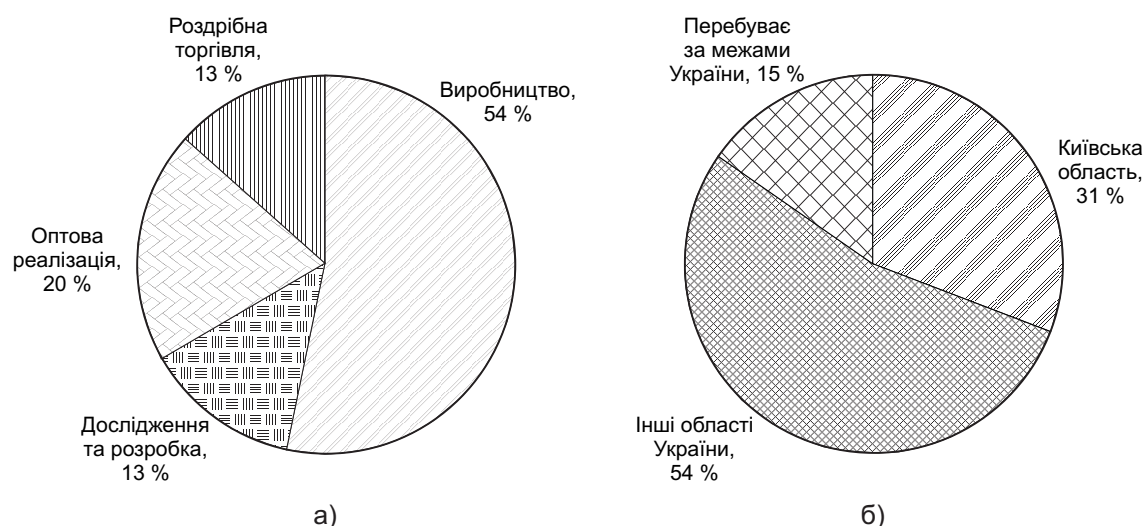 Роздрібна
торгівля,
13 %
Виробництво,
54 %
Оптова
реалізація,
20 %
Дослідження
та розробка,
13 %
а)
Перебуває
за межами
України, 15 %
Київська
область,
31 %
Інші області
України,
54 %
б)